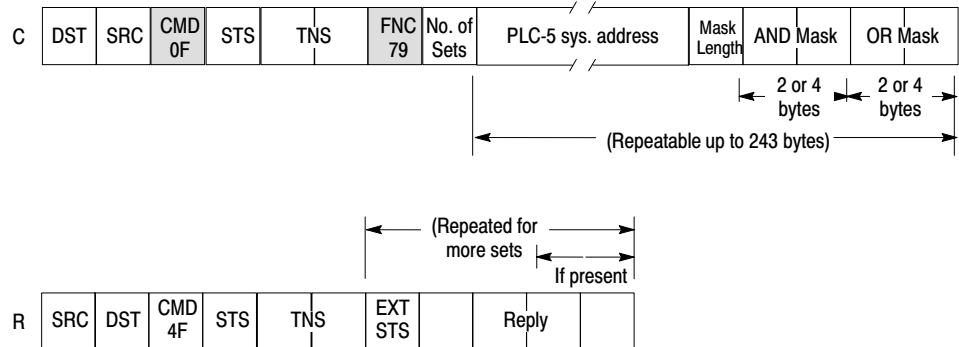 C DST SRC CMD 0F STS TNS FNC 79 No. of Sets PLC-5 sys. address Mask Length AND Mask OR Mask
2 or 4 bytes 2 or 4 bytes
(Repeatable up to 243 bytes)
(Repeated for
more sets
If present
R SRC DST CMD 4F STS TNS EXT STS Reply